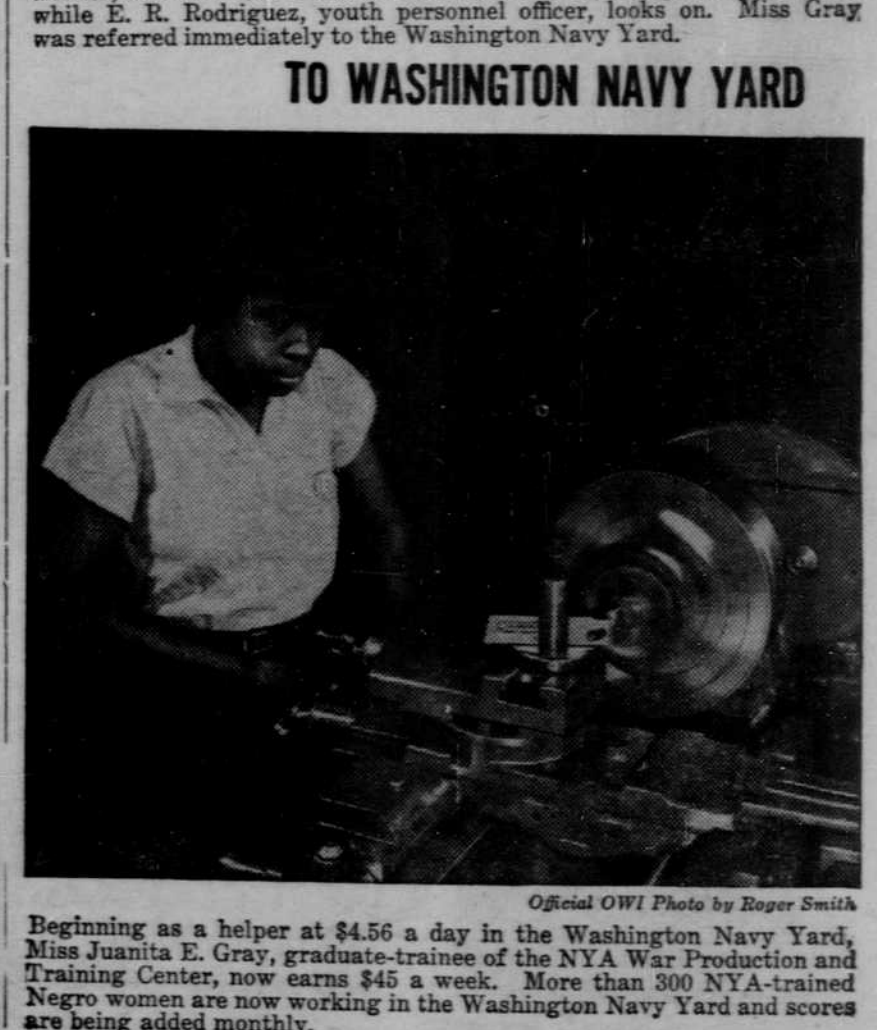 while E. R. Rodriguez, youth personnel officer, looks on. Miss Gray
was referred immediately to the Washington Navy Yard.
TO WASHINGTON NAVY YARD
Official OWI Photo by Roger Smith
Beginning as a helper at $4.56 a day in the Washington Navy Yard,
Miss Juanita E. Gray, graduate-trainee of the NYA War Production and
Training Center, now earns $45 a week. More than 300 NYA-trained
Negro women are now working in the Washington Navy Yard and scores
are being added monthly.